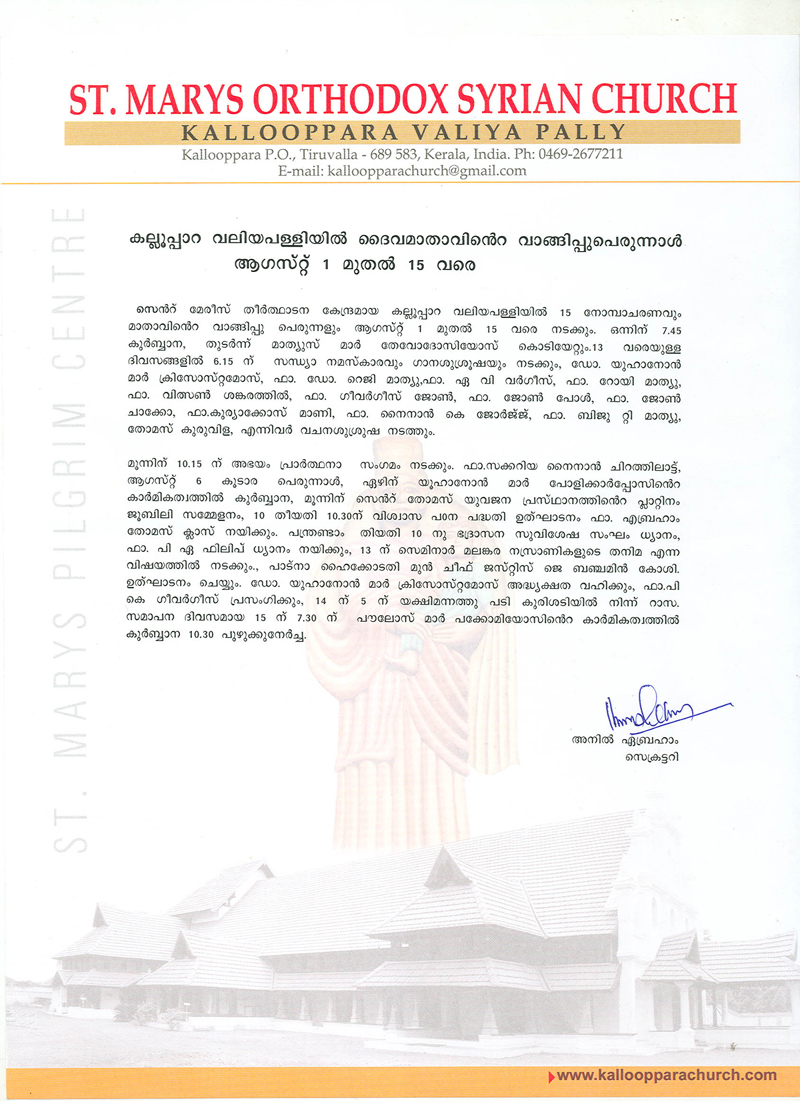 ST. MARYS ORTHODOX SYRIAN CHURCH
KALLOOPPARA VALIYA PALLY
Kallooppara P.O., Tiruvalla - 689 583, Kerala, India. Ph: 0469-2677211
E-mail: kalloopparachurch@gmail.com
ST. MARYS PILGRIM CENTRE
കല്ലൂപ്പാറ വലിയപള്ളിയിൽ ദൈവമാതാവിൻെറ വാങ്ങിപ്പുപെരുന്നാൾ
ആഗസ്റ്റ് 1 മുതൽ 15 വരെ
സെൻറ് മേരീസ് തീർത്ഥാടന കേന്ദ്രമായ കല്ലൂപ്പാറ വലിയപള്ളിയിൽ 15 നോമ്പാചരണവും
മാതാവിൻെറ വാങ്ങിപ്പു പെരുന്നളും ആഗസ്റ്റ് 1 മുതൽ 15 വരെ നടക്കും. ഒന്നിന് 7.45
കുർബ്ബാന, തുടർന്ന് മാത്യുസ് മാർ തേവോദോസിയോസ് കൊടിയേറ്റും.13 വരെയുള്ള
ദിവസങ്ങളിൽ 6.15 ന് സന്ധ്യാ നമസ്കാരവും ഗാനശുശ്രൂഷയും നടക്കും, ഡോ. യുഹാനോൻ
മാർ ക്രിസോസ്റ്റമോസ്, ഫാ. ഡോ. റെജി മാത്യു,ഫാ. ഏ വി വർഗീസ്, ഫാ. റോയി മാത്യു,
ഫാ. വിത്സൺ ശങ്കരത്തിൽ, ഫാ. ഗീവർഗീസ് ജോൺ, ഫാ. ജോൺ പോൾ, ഫാ. ജോൺ
ചാക്കോ, ഫാ.കുര്യാക്കോസ് മാണി, ഫാ. നൈനാൻ കെ ജോർജ്ജ്, ഫാ. ബിജു റ്റി മാത്യു,
തോമസ് കുരുവിള, എന്നിവർ വചനശുശ്രുഷ നടത്തും.
മൂന്നിന് 10.15 ന് അഭയം പ്രാർത്ഥനാ സംഗമം നടക്കും. ഫാ.സക്കറിയ നൈനാൻ ചിറത്തിലാട്ട്,
ആഗസ്റ്റ് 6 കൂടാര പെരുന്നാൾ, ഏഴിന് യൂഹാനോൻ മാർ പോളിക്കാർപ്പോസിൻെറ
കാർമികത്വത്തിൽ കുർബ്ബാന, മൂന്നിന് സെൻറ് തോമസ് യുവജന പ്രസ്ഥാനത്തിൻെറ പ്ലാറ്റിനം
ജൂബിലി സമ്മേളനം, 10 തീയതി 10.30ന് വിശ്വാസ പഠന പദ്ധതി ഉത്ഘാടനം ഫാ. എബ്രഹാം
തോമസ് ക്ലാസ് നയിക്കും. പന്ത്രണ്ടാം തിയതി 10 നു ഭദ്രാസന സുവിശേഷ സംഘം ധ്യാനം,
ഫാ. പി ഏ ഫിലിപ് ധ്യാനം നയിക്കും, 13 ന് സെമിനാർ മലങ്കര നസ്രാണികളുടെ തനിമ എന്ന
വിഷയത്തിൽ നടക്കും., പാട്നാ ഹൈക്കോടതി മുൻ ചീഫ് ജസ്റ്റിസ് ജെ ബഞ്ചമിൻ കോശി.
ഉത്ഘാടനം ചെയ്യും. ഡോ. യുഹാനോൻ മാർ ക്രിസോസ്റ്റമോസ് അദ്ധ്യക്ഷത വഹിക്കും, ഫാ.പി
കെ ഗീവർഗീസ് പ്രസംഗിക്കും, 14 ന് 5 ന് യക്ഷിമന്നത്തു പടി കുരിശടിയിൽ നിന്ന് റാസ.
സമാപന ദിവസമായ 15 ന് 7.30 ന് പൗലോസ് മാർ പക്കോമിയോസിൻെറ കാർമികത്വത്തിൽ
കുർബ്ബാന 10.30 പുഴുക്കുനേർച്ച.
അനിൽ ഏബ്രഹാം
സെക്രട്ടറി
www.kalloopparachurch.com